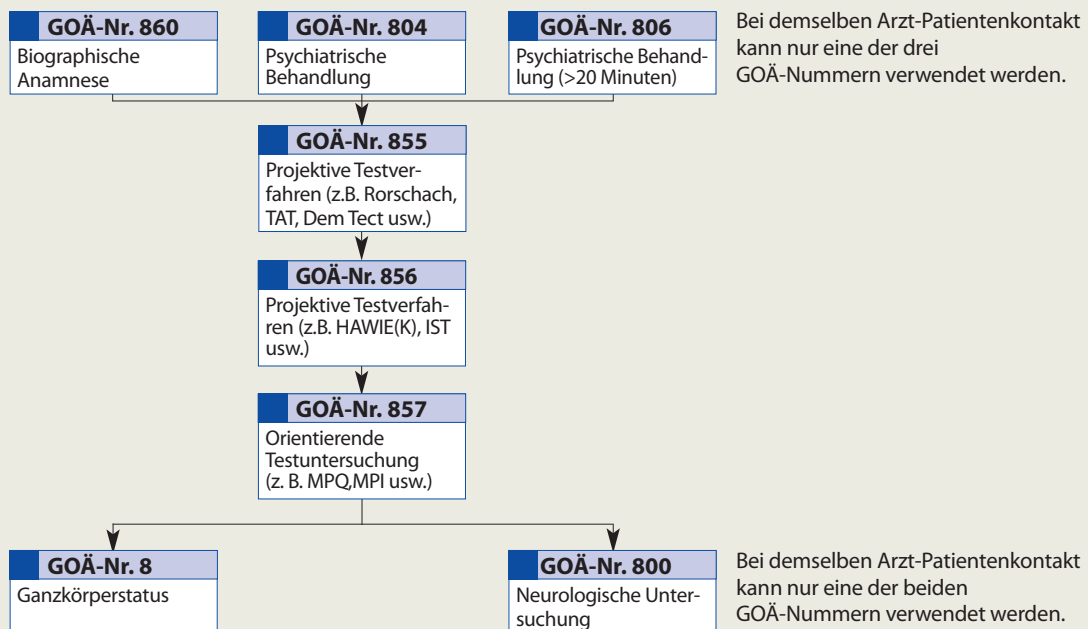 GOÄ-Nr. 860
Biographische
Anamnese
GOÄ-Nr. 804
Psychiatrische
Behandlung
GOÄ-Nr. 806
Psychiatrische Behand-
lung (>20 Minuten)
Bei demselben Arzt-Patientenkontakt
kann nur eine der drei
GOÄ-Nummern verwendet werden.
GOÄ-Nr. 855
Projektive Testver-
fahren (z.B. Rorschach,
TAT, Dem Tect usw.)
GOÄ-Nr. 856
Projektive Testverfah-
ren (z.B. HAWIE(K), IST
usw.)
GOÄ-Nr. 857
Orientierende
Testuntersuchung
(z. B. MPQ,MPI usw.)
GOÄ-Nr. 8
Ganzkörperstatus
GOÄ-Nr. 800
Neurologische Unter-
suchung
Bei demselben Arzt-Patientenkontakt
kann nur eine der beiden
GOÄ-Nummern verwendet werden.